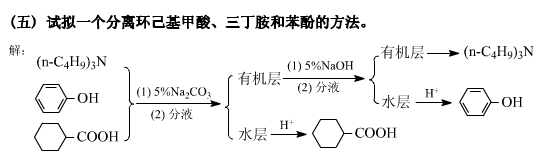 (五) 试拟一个分离环己基甲酸、三丁胺和苯酚的方法。
解:
(n-C4H9)3N
OH
COOH
(1) 5%Na2CO3
(2) 分液
有机层
(1) 5%NaOH
(2) 分液
有机层
(n-C4H9)3N
水层
H+
OH
水层
H+
COOH